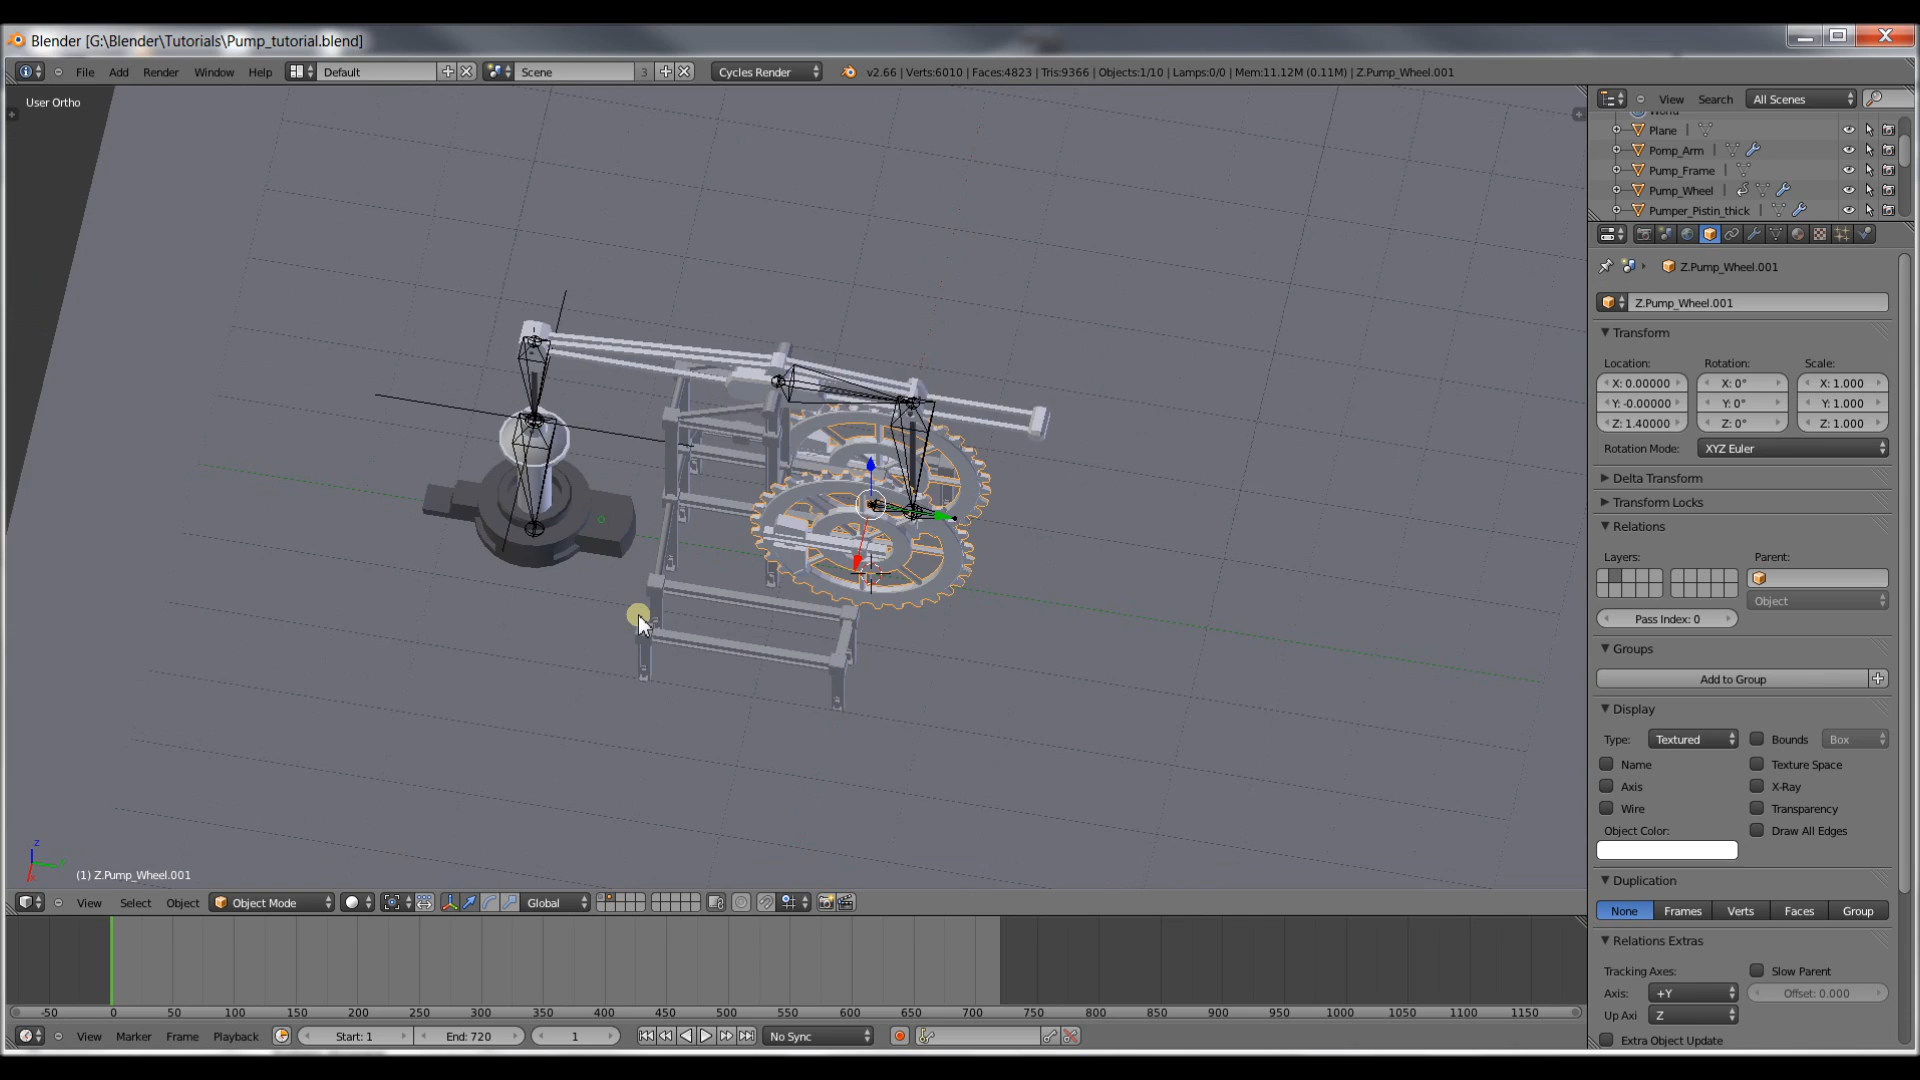 Blender [G:\Blender\Tutorials\Pump_tutorial.blend]
File Add Render Window Help Default Scene 3 Cycles Render v2.66 | Verts:6010 | Faces:4823 | Tris:9366 | Objects:1/10 | Lamps:0/0 | Mem:11.12M (0.11M) | Z.Pump_Wheel.001
User Ortho
View Search All Scenes
World
Plane
Pomp_Arm
Pump_Frame
Pump_Wheel
Pumper_Pistin_thick
Z.Pump_Wheel.001
Z.Pump_Wheel.001
Transform
Location: Rotation: Scale:
X: 0.00000 X: 0° X: 1.000
Y: -0.00000 Y: 0° Y: 1.000
Z: 1.40000 Z: 0° Z: 1.000
Rotation Mode: XYZ Euler
Delta Transform
Transform Locks
Relations
Layers: Parent:
Object
Pass Index: 0
Groups
Add to Group
Display
Type: Textured Bounds Box
Name Texture Space
Axis X-Ray
Wire Transparency
Object Color: Draw All Edges
Duplication
None Frames Verts Faces Group
Relations Extras
Tracking Axes: Slow Parent
Axis: +Y Offset: 0.000
Up Axi Z
Extra Object Update
z
(1) Z.Pump_Wheel.001
View Select Object Object Mode Global
-50 0 50 100 150 200 250 300 350 400 450 500 550 600 650 700 750 800 850 900 950 1000 1050 1100 1150
View Marker Frame Playback Start: 1 End: 720 1 No Sync